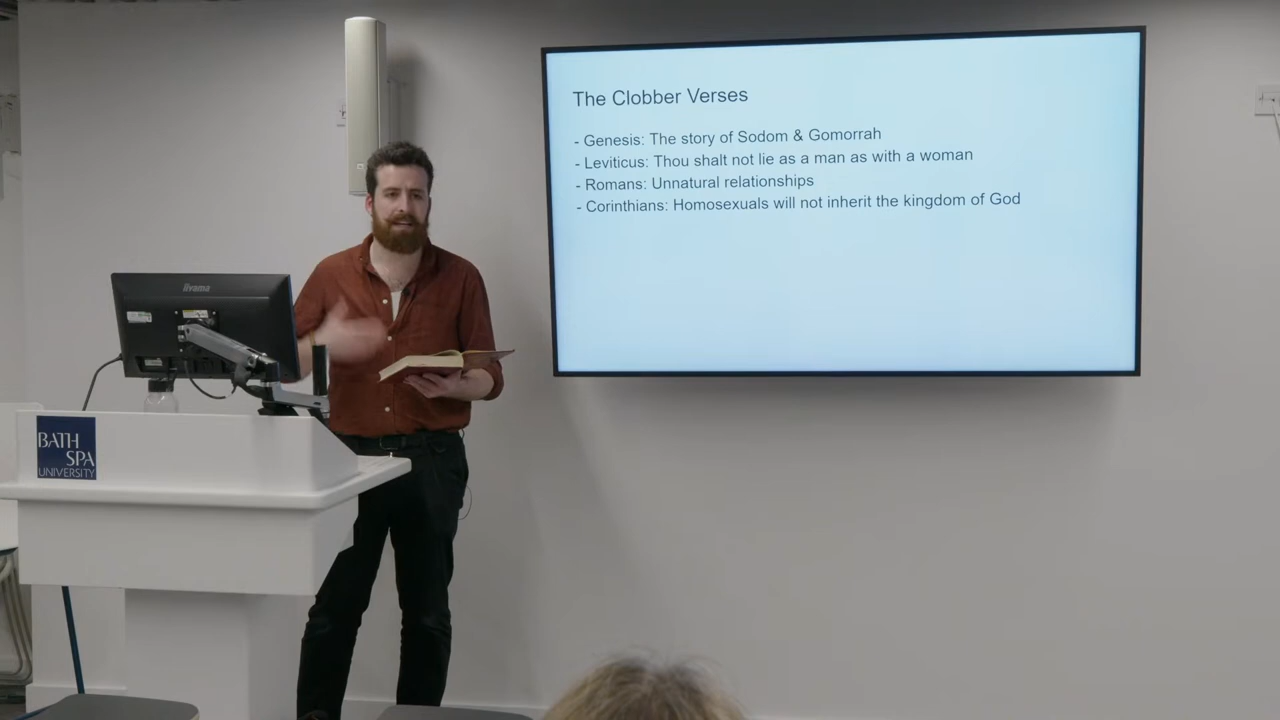 The Clobber Verses
- Genesis: The story of Sodom & Gomorrah
- Leviticus: Thou shalt not lie as a man as with a woman
- Romans: Unnatural relationships
- Corinthians: Homosexuals will not inherit the kingdom of God
iiyama
BATH
SPA
UNIVERSITY